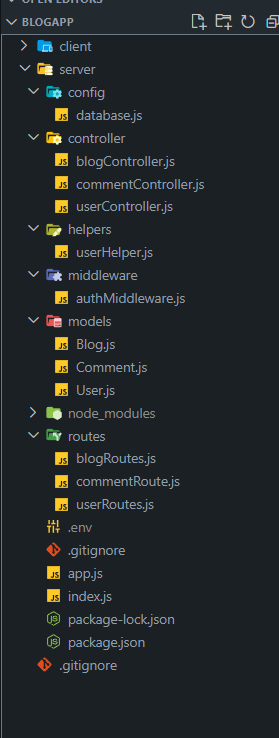 OPEN EDITORS
BLOGAPP
client
server
config
database.js
controller
blogController.js
commentController.js
userController.js
helpers
userHelper.js
middleware
authMiddleware.js
models
Blog.js
Comment.js
User.js
node_modules
routes
blogRoutes.js
commentRoute.js
userRoutes.js
.env
.gitignore
app.js
index.js
package-lock.json
package.json
.gitignore